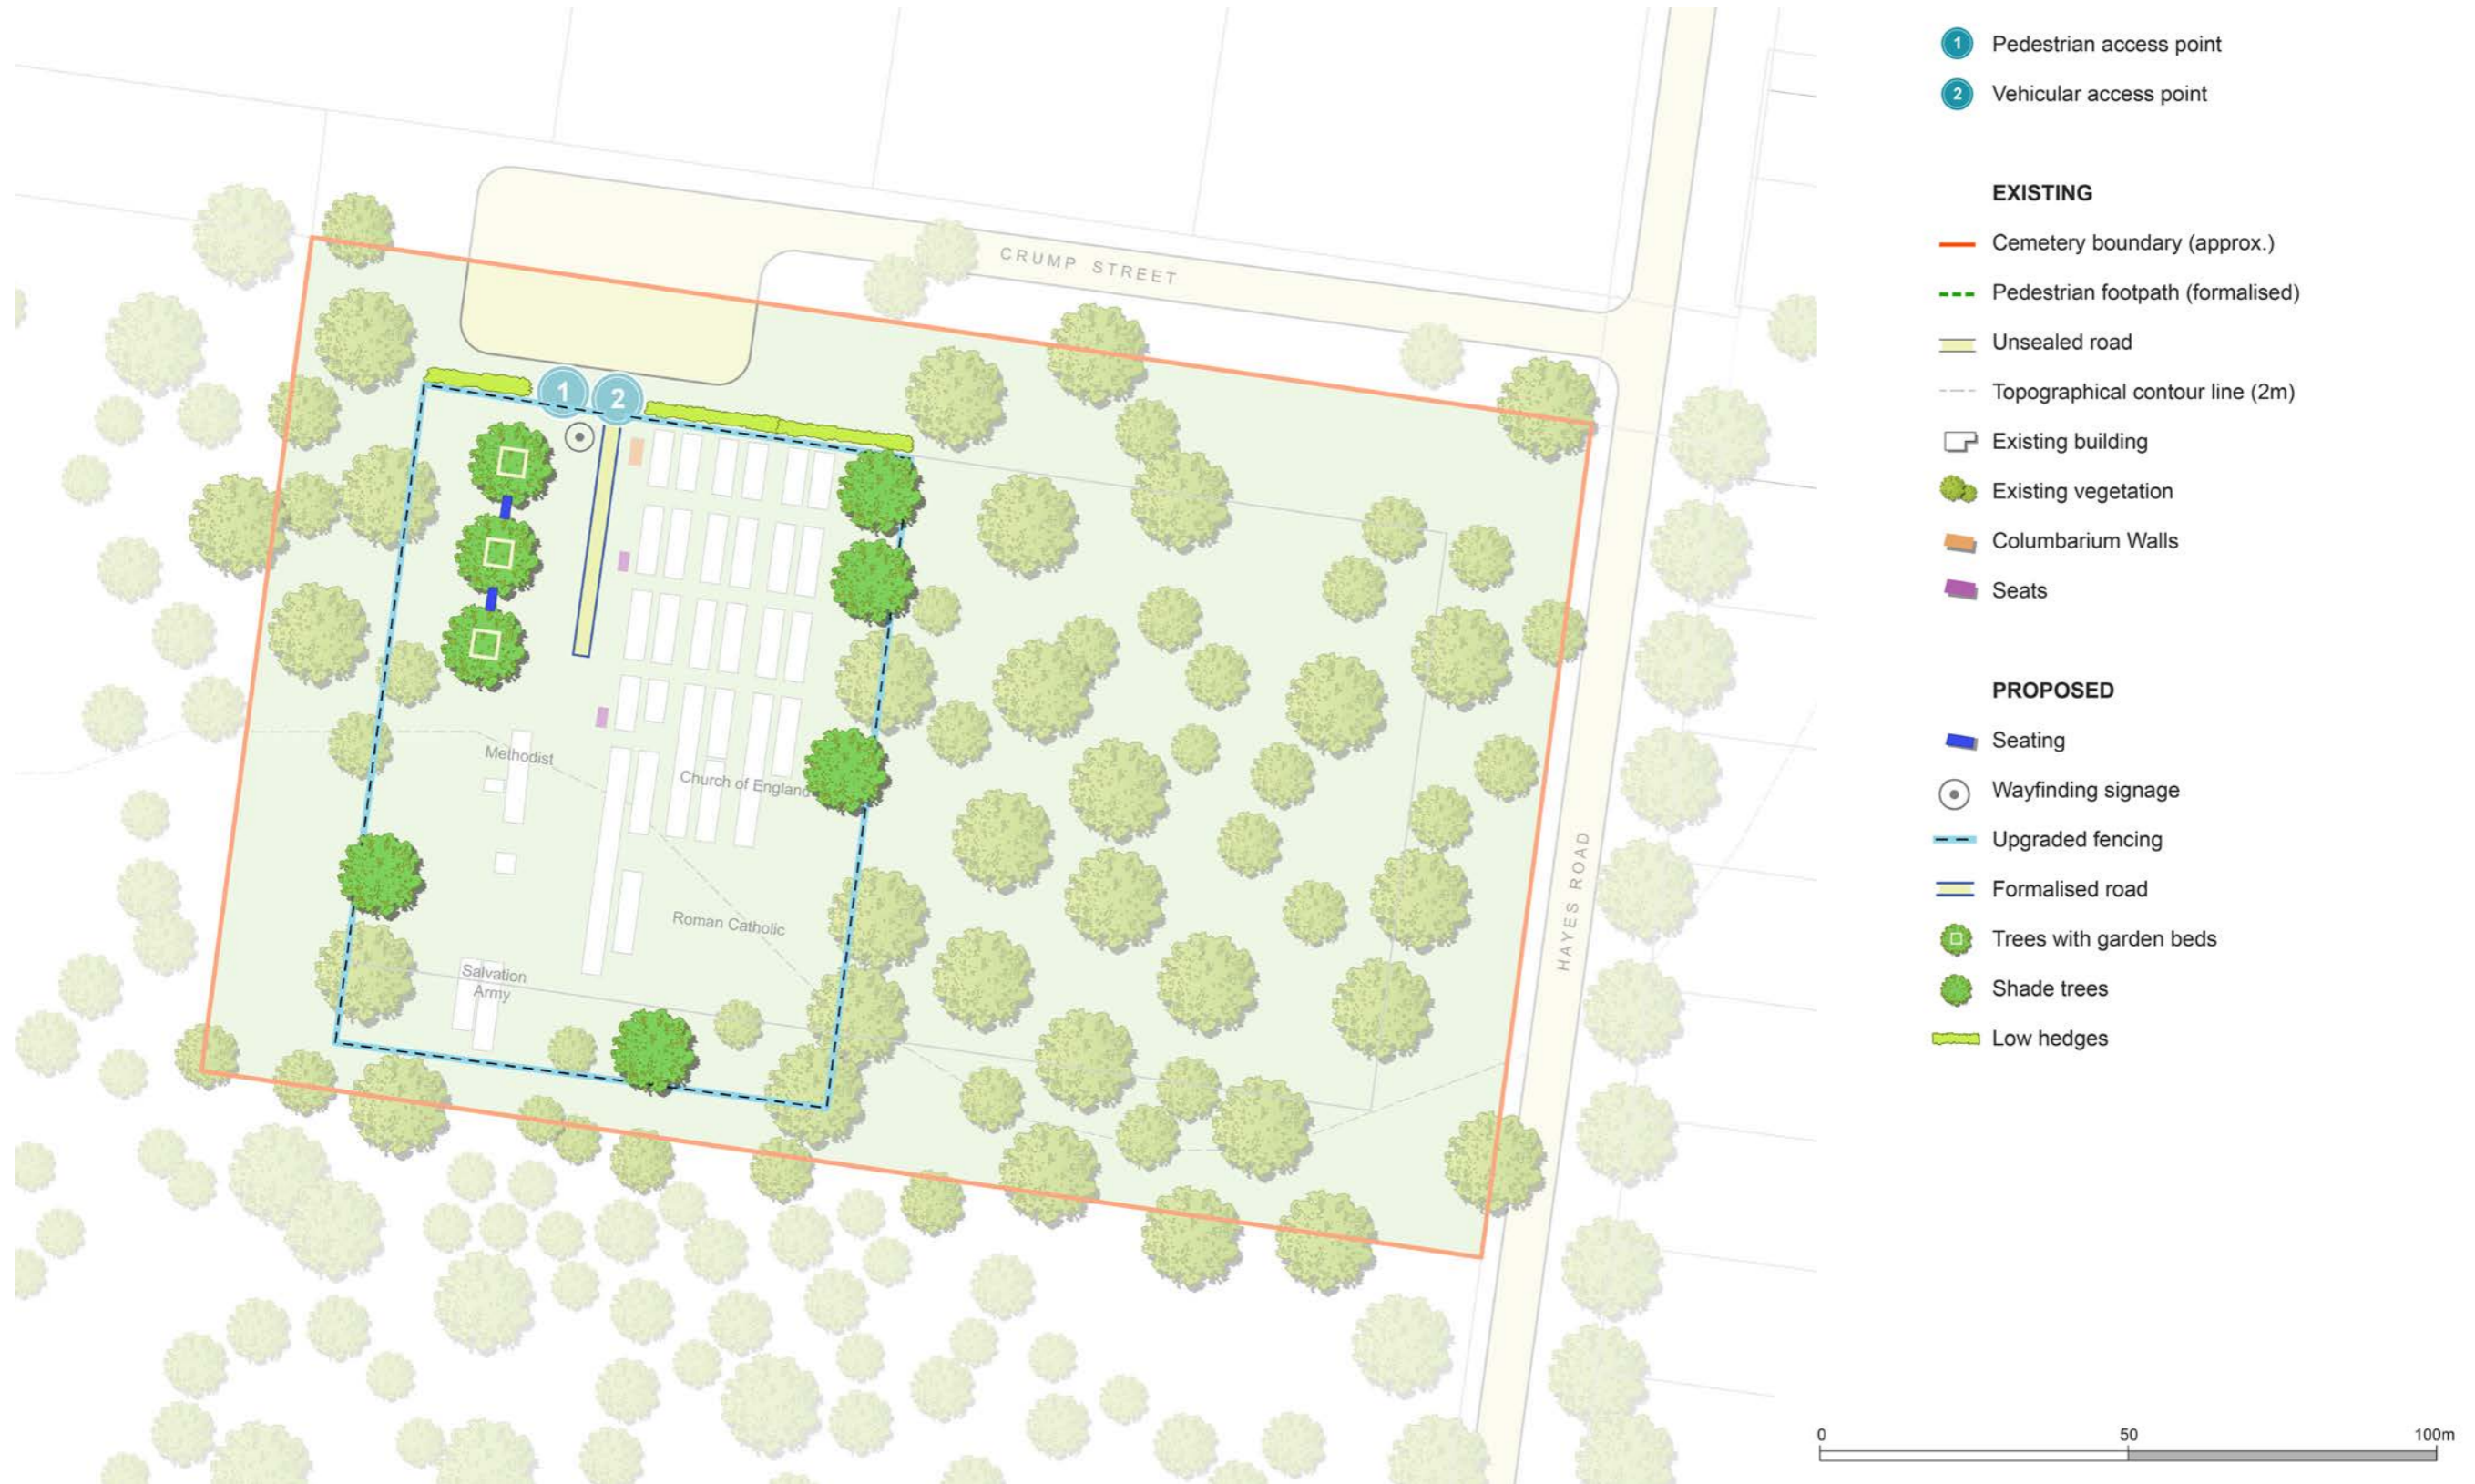 CRUMP STREET
1
2
Methodist
Church of England
Roman Catholic
Salvation
Army
HAYES ROAD
1 Pedestrian access point
2 Vehicular access point
EXISTING
Cemetery boundary (approx.)
Pedestrian footpath (formalised)
Unsealed road
Topographical contour line (2m)
Existing building
Existing vegetation
Columbarium Walls
Seats
PROPOSED
Seating
Wayfinding signage
Upgraded fencing
Formalised road
Trees with garden beds
Shade trees
Low hedges
0 50 100m